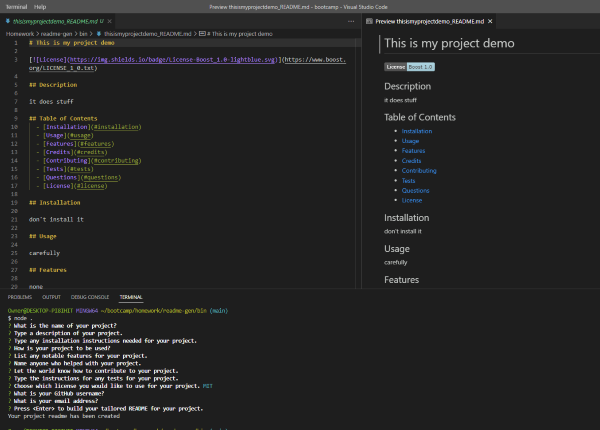 Terminal Help
Preview thisismyprojectdemo_README.md - bootcamp - Visual Studio Code
thisismyprojectdemo_README.md U
Homework > readme-gen > bin > thisismyprojectdemo_README.md > # This is my project demo
1 # This is my project demo
2
3 [![License](https://img.shields.io/badge/License-Boost_1.0-lightblue.svg)](https://www.boost.
org/LICENSE_1_0.txt)
4
5 ## Description
6
7 it does stuff
8
9 ## Table of Contents
10 - [Installation](#installation)
11 - [Usage](#usage)
12 - [Features](#features)
13 - [Credits](#credits)
14 - [Contributing](#contributing)
15 - [Tests](#tests)
16 - [Questions](#questions)
17 - [License](#license)
18
19 ## Installation
20
21 don't install it
22
23 ## Usage
24
25 carefully
26
27 ## Features
28
29 none
Preview thisismyprojectdemo_README.md
This is my project demo
License Boost 1.0
Description
it does stuff
Table of Contents
• Installation
• Usage
• Features
• Credits
• Contributing
• Tests
• Questions
• License
Installation
don't install it
Usage
carefully
Features
PROBLEMS OUTPUT DEBUG CONSOLE TERMINAL
MINGW64 ~/bootcamp/homework/readme-gen/bin (main)
$ node .
? What is the name of your project?
? Type a description of your project.
? Type any installation instructions needed for your project.
? How is your project to be used?
? List any notable features for your project.
? Name anyone who helped with your project.
? Let the world know how to contribute to your project.
? Type the instructions for any tests for your project.
? Choose which license you would like to use for your project. MIT
? What is your GitHub username?
? What is your email address?
? Press <Enter> to build your tailored README for your project.
Your project readme has been created